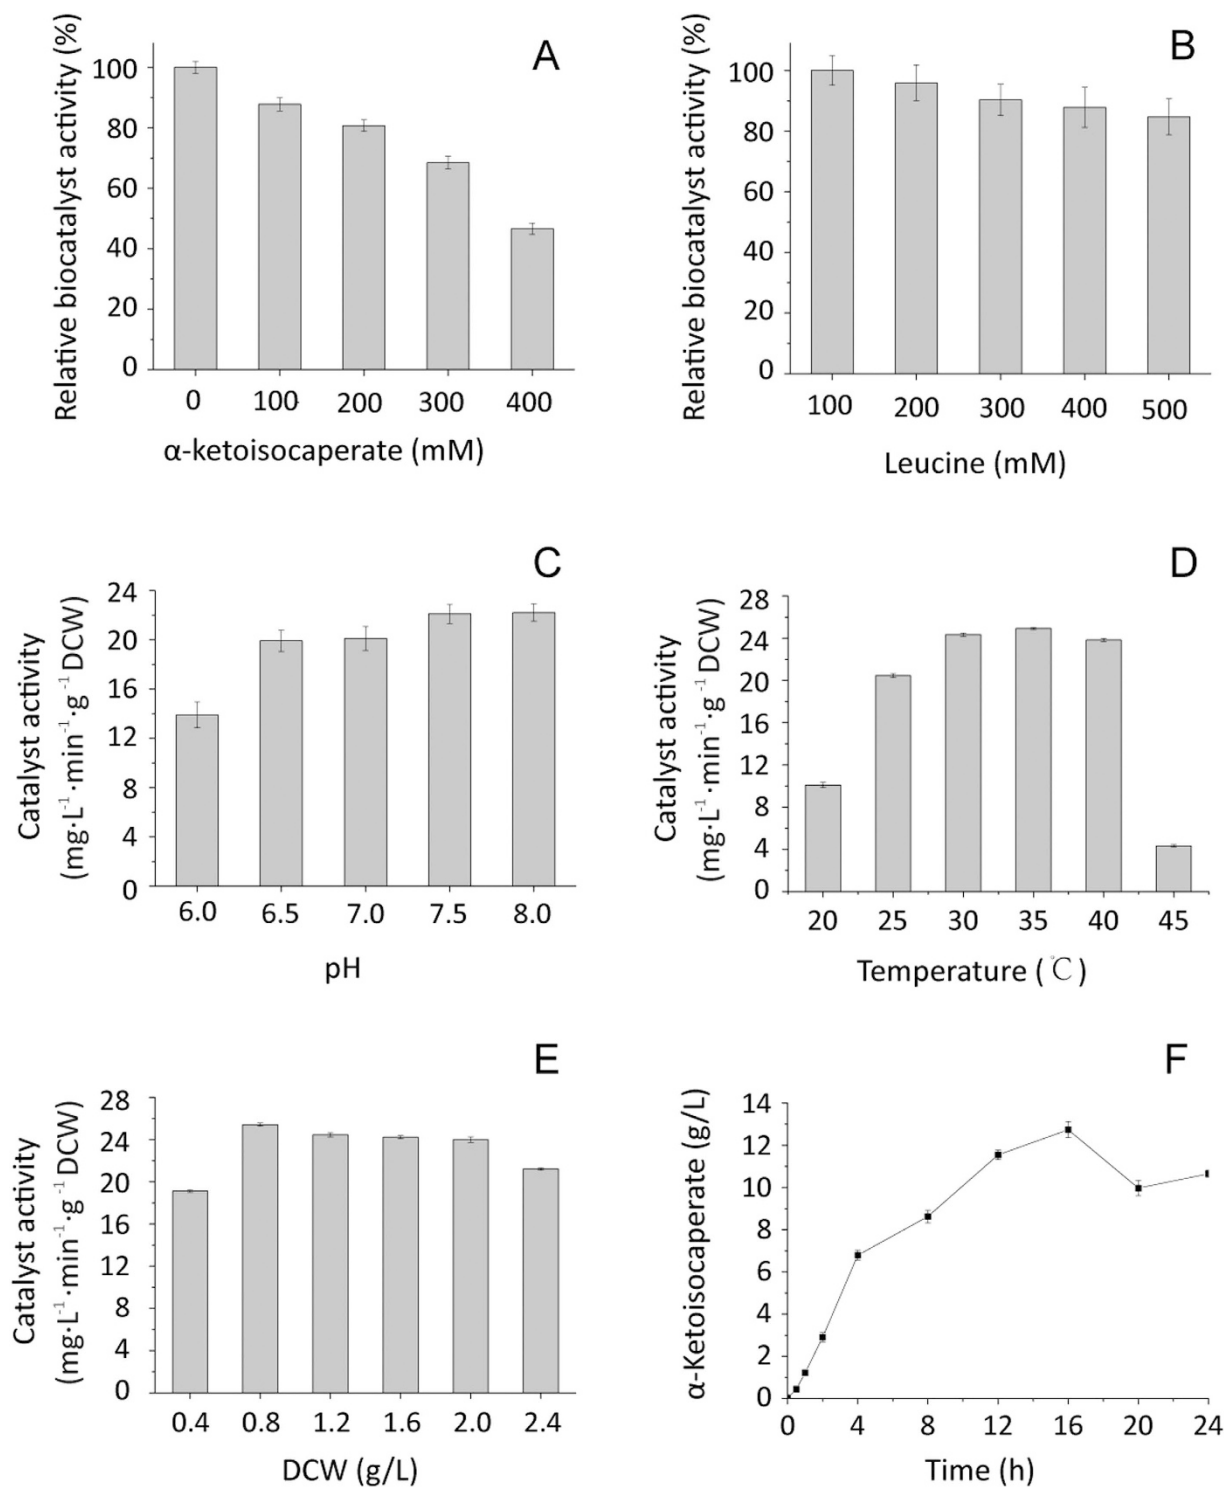 A
Relative biocatalyst activity (%)
100
80
60
40
20
0
0 100 200 300 400
α-ketoisocaperate (mM)
B
Relative biocatalyst activity (%)
100
80
60
40
20
0
100 200 300 400 500
Leucine (mM)
C
Catalyst activity
(mg·L⁻¹·min⁻¹·g⁻¹ DCW)
24
20
16
12
8
4
0
6.0 6.5 7.0 7.5 8.0
pH
D
Catalyst activity
(mg·L⁻¹·min⁻¹·g⁻¹ DCW)
28
24
20
16
12
8
4
0
20 25 30 35 40 45
Temperature (℃)
E
Catalyst activity
(mg·L⁻¹·min⁻¹·g⁻¹ DCW)
28
24
20
16
12
8
4
0
0.4 0.8 1.2 1.6 2.0 2.4
DCW (g/L)
F
α-Ketoisocaperate (g/L)
14
12
10
8
6
4
2
0
0 4 8 12 16 20 24
Time (h)